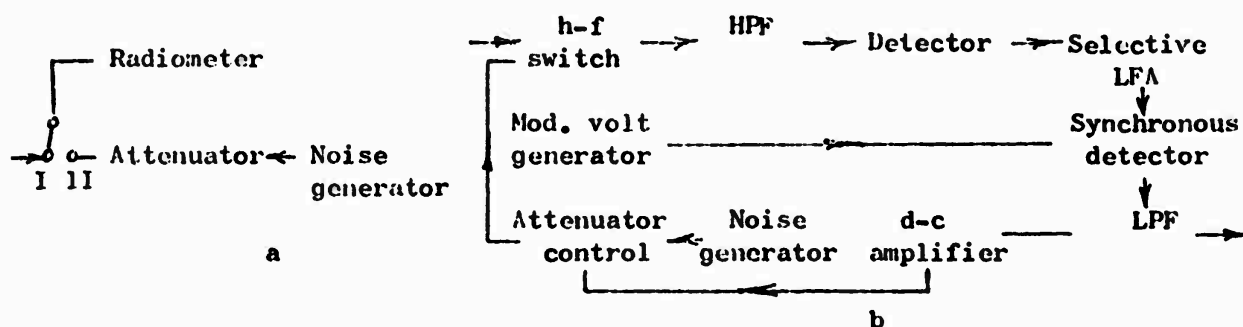 Radiometer
I II Attenuator Noise
generator
a
h-f
switch
HPF
Detector
Selective
LFA
Mod. volt
generator
Synchronous
detector
Attenuator
control
Noise
generator
d-c
amplifier
LPF
b